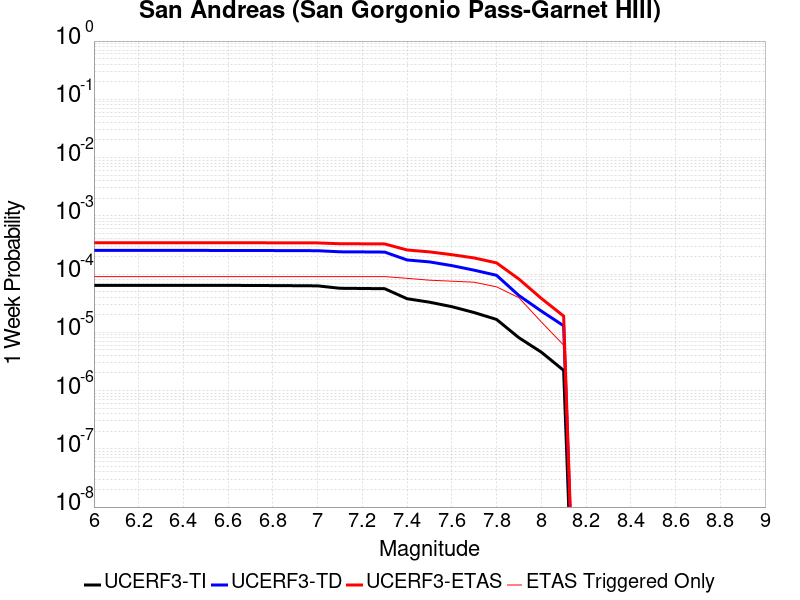 San Andreas (San Gorgonio Pass-Garnet HIll)
10^0
10^-1
10^-2
10^-3
10^-4
10^-5
10^-6
10^-7
10^-8
1 Week Probability
6 6.2 6.4 6.6 6.8 7 7.2 7.4 7.6 7.8 8 8.2 8.4 8.6 8.8 9
Magnitude
UCERF3-TI UCERF3-TD UCERF3-ETAS ETAS Triggered Only